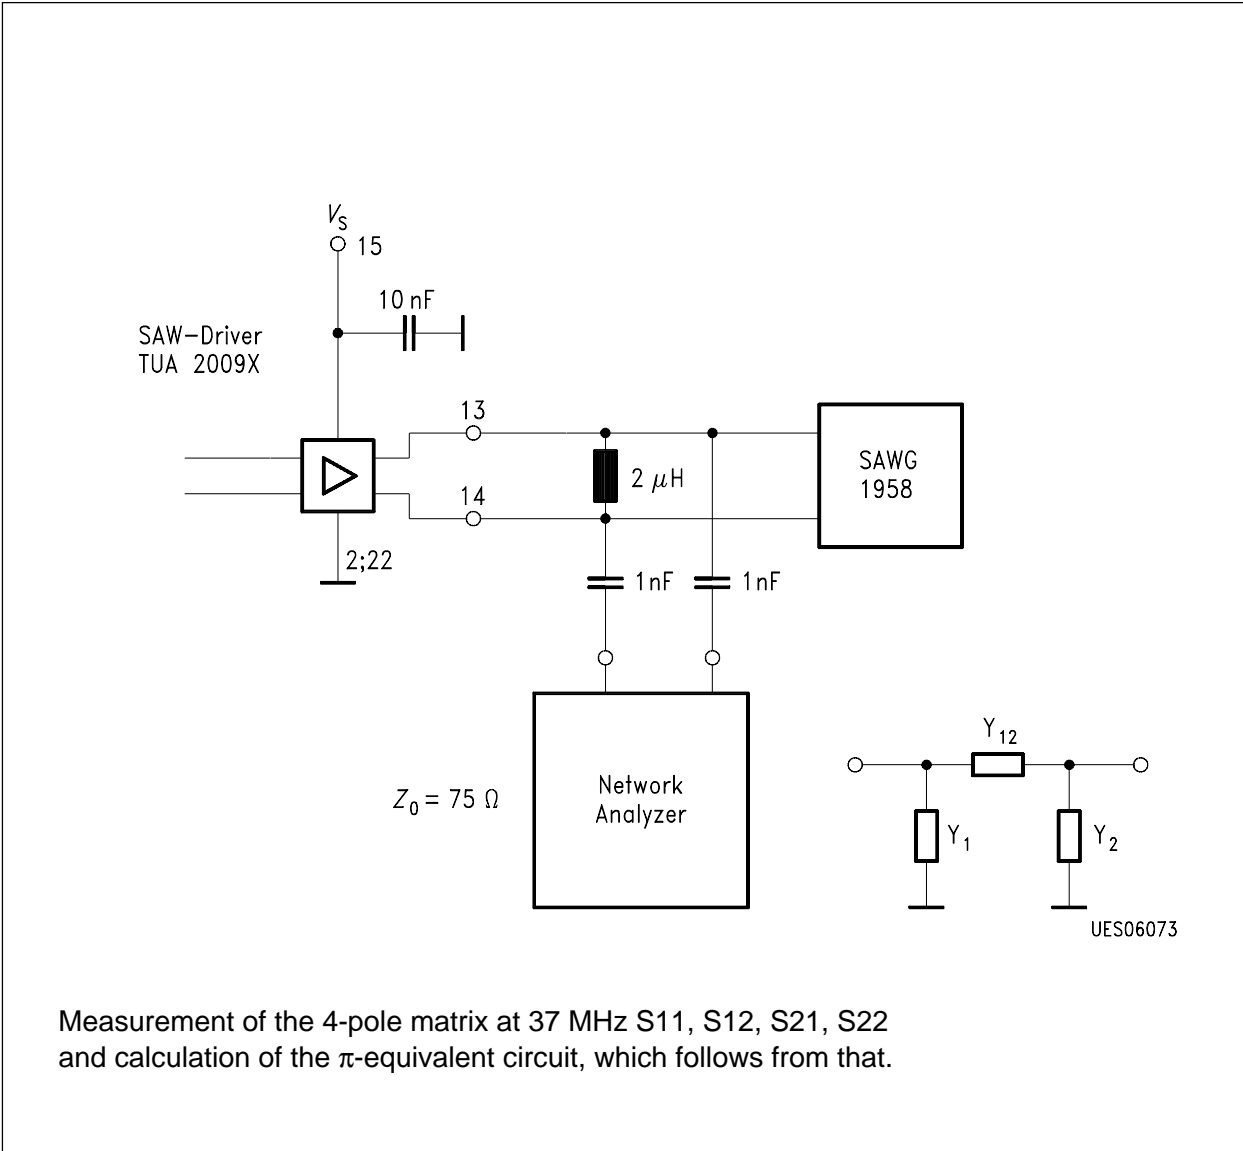 V_S
15
10 nF
SAW-Driver
TUA 2009X
13
SAWG
1958
2 μH
14
2;22
1nF
1nF
Y_12
Network
Analyzer
Z_0 = 75 Ω
Y_1
Y_2
UES06073
Measurement of the 4-pole matrix at 37 MHz S11, S12, S21, S22
and calculation of the π-equivalent circuit, which follows from that.